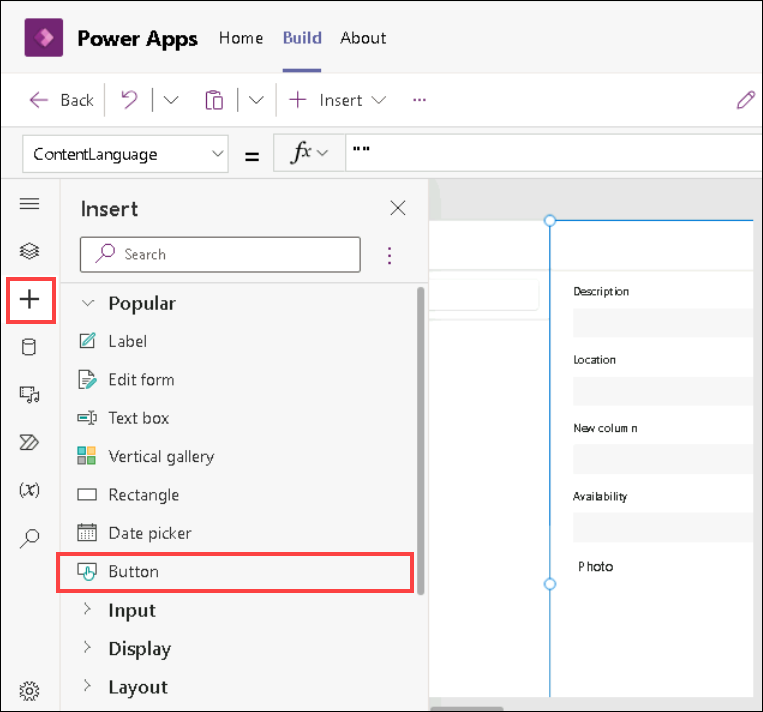 Power Apps Home Build About
Back Insert ...
ContentLanguage = fx ""
Insert
Search
Popular
Label
Edit form
Text box
Vertical gallery
Rectangle
Date picker
Button
Input
Display
Layout
(x)
Description
Location
New column
Availability
Photo